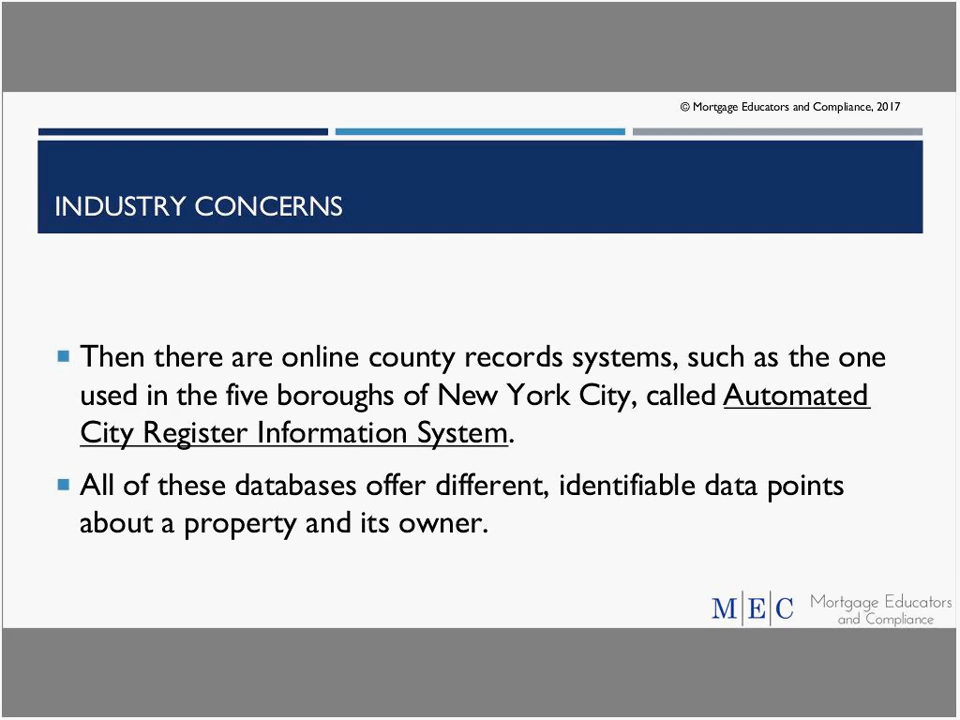 © Mortgage Educators and Compliance, 2017
INDUSTRY CONCERNS
Then there are online county records systems, such as the one
used in the five boroughs of New York City, called Automated
City Register Information System.
All of these databases offer different, identifiable data points
about a property and its owner.
M|E|C Mortgage Educators
and Compliance